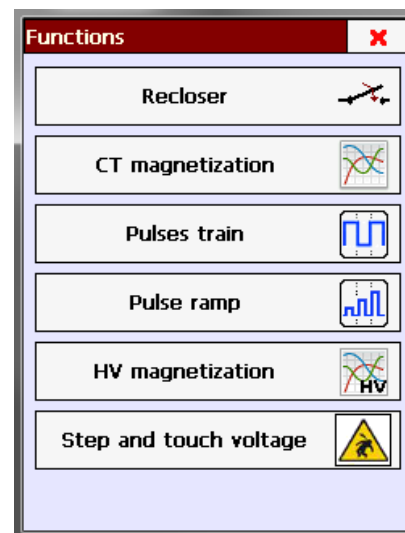 Functions
Recloser
CT magnetization
Pulses train
Pulse ramp
HV magnetization
HV
Step and touch voltage